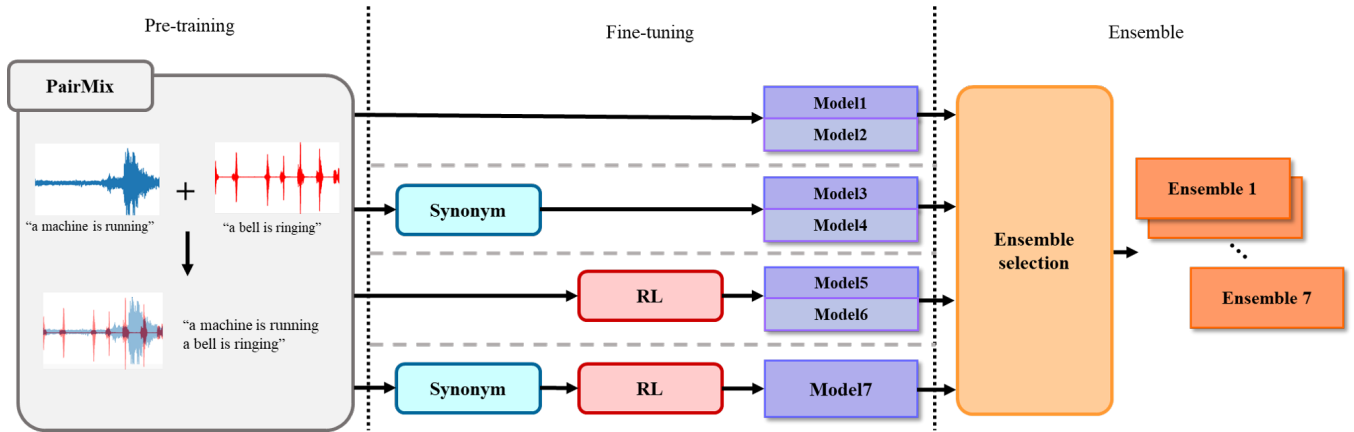 Pre-training
Fine-tuning
Ensemble
PairMix
+
"a machine is running"
"a bell is ringing"
"a machine is running
a bell is ringing"
Model1
Model2
Synonym
Model3
Model4
RL
Model5
Model6
Synonym
RL
Model7
Ensemble
selection
Ensemble 1
Ensemble 7